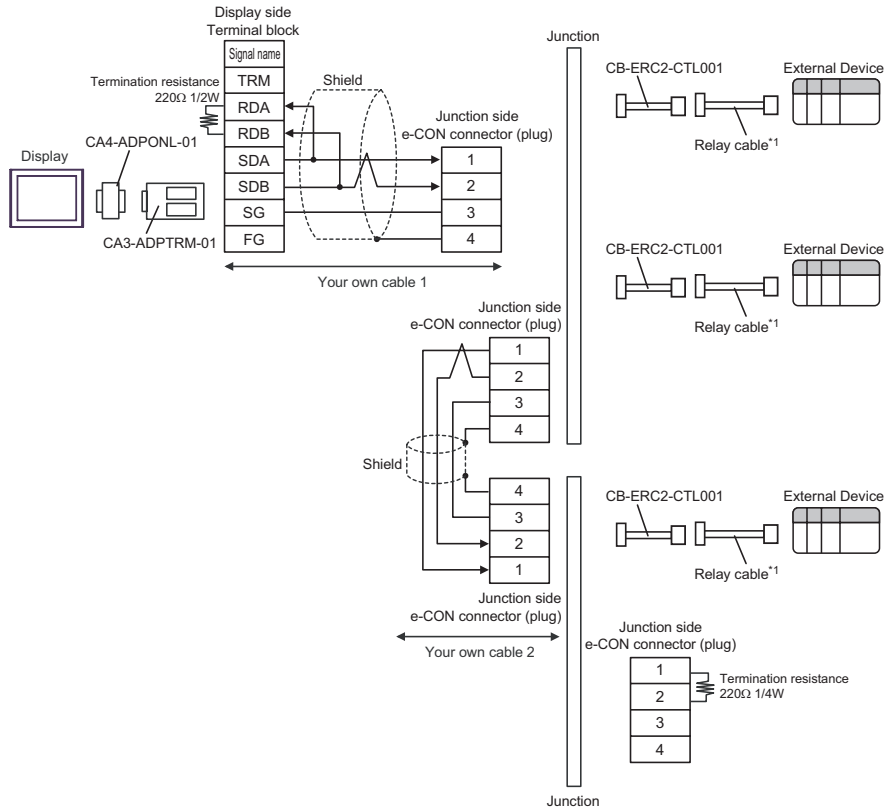 Display side
Terminal block
Signal name
TRM
RDA
RDB
SDA
SDB
SG
FG
Termination resistance
220Ω 1/2W
Shield
Junction side
e-CON connector (plug)
1
2
3
4
Display
CA4-ADPONL-01
CA3-ADPTRM-01
Your own cable 1
Junction
CB-ERC2-CTL001
External Device
Relay cable*1
CB-ERC2-CTL001
External Device
Relay cable*1
Junction side
e-CON connector (plug)
1
2
3
4
Shield
4
3
2
1
Junction side
e-CON connector (plug)
Your own cable 2
CB-ERC2-CTL001
External Device
Relay cable*1
Junction side
e-CON connector (plug)
1
2
3
4
Termination resistance
220Ω 1/4W
Junction